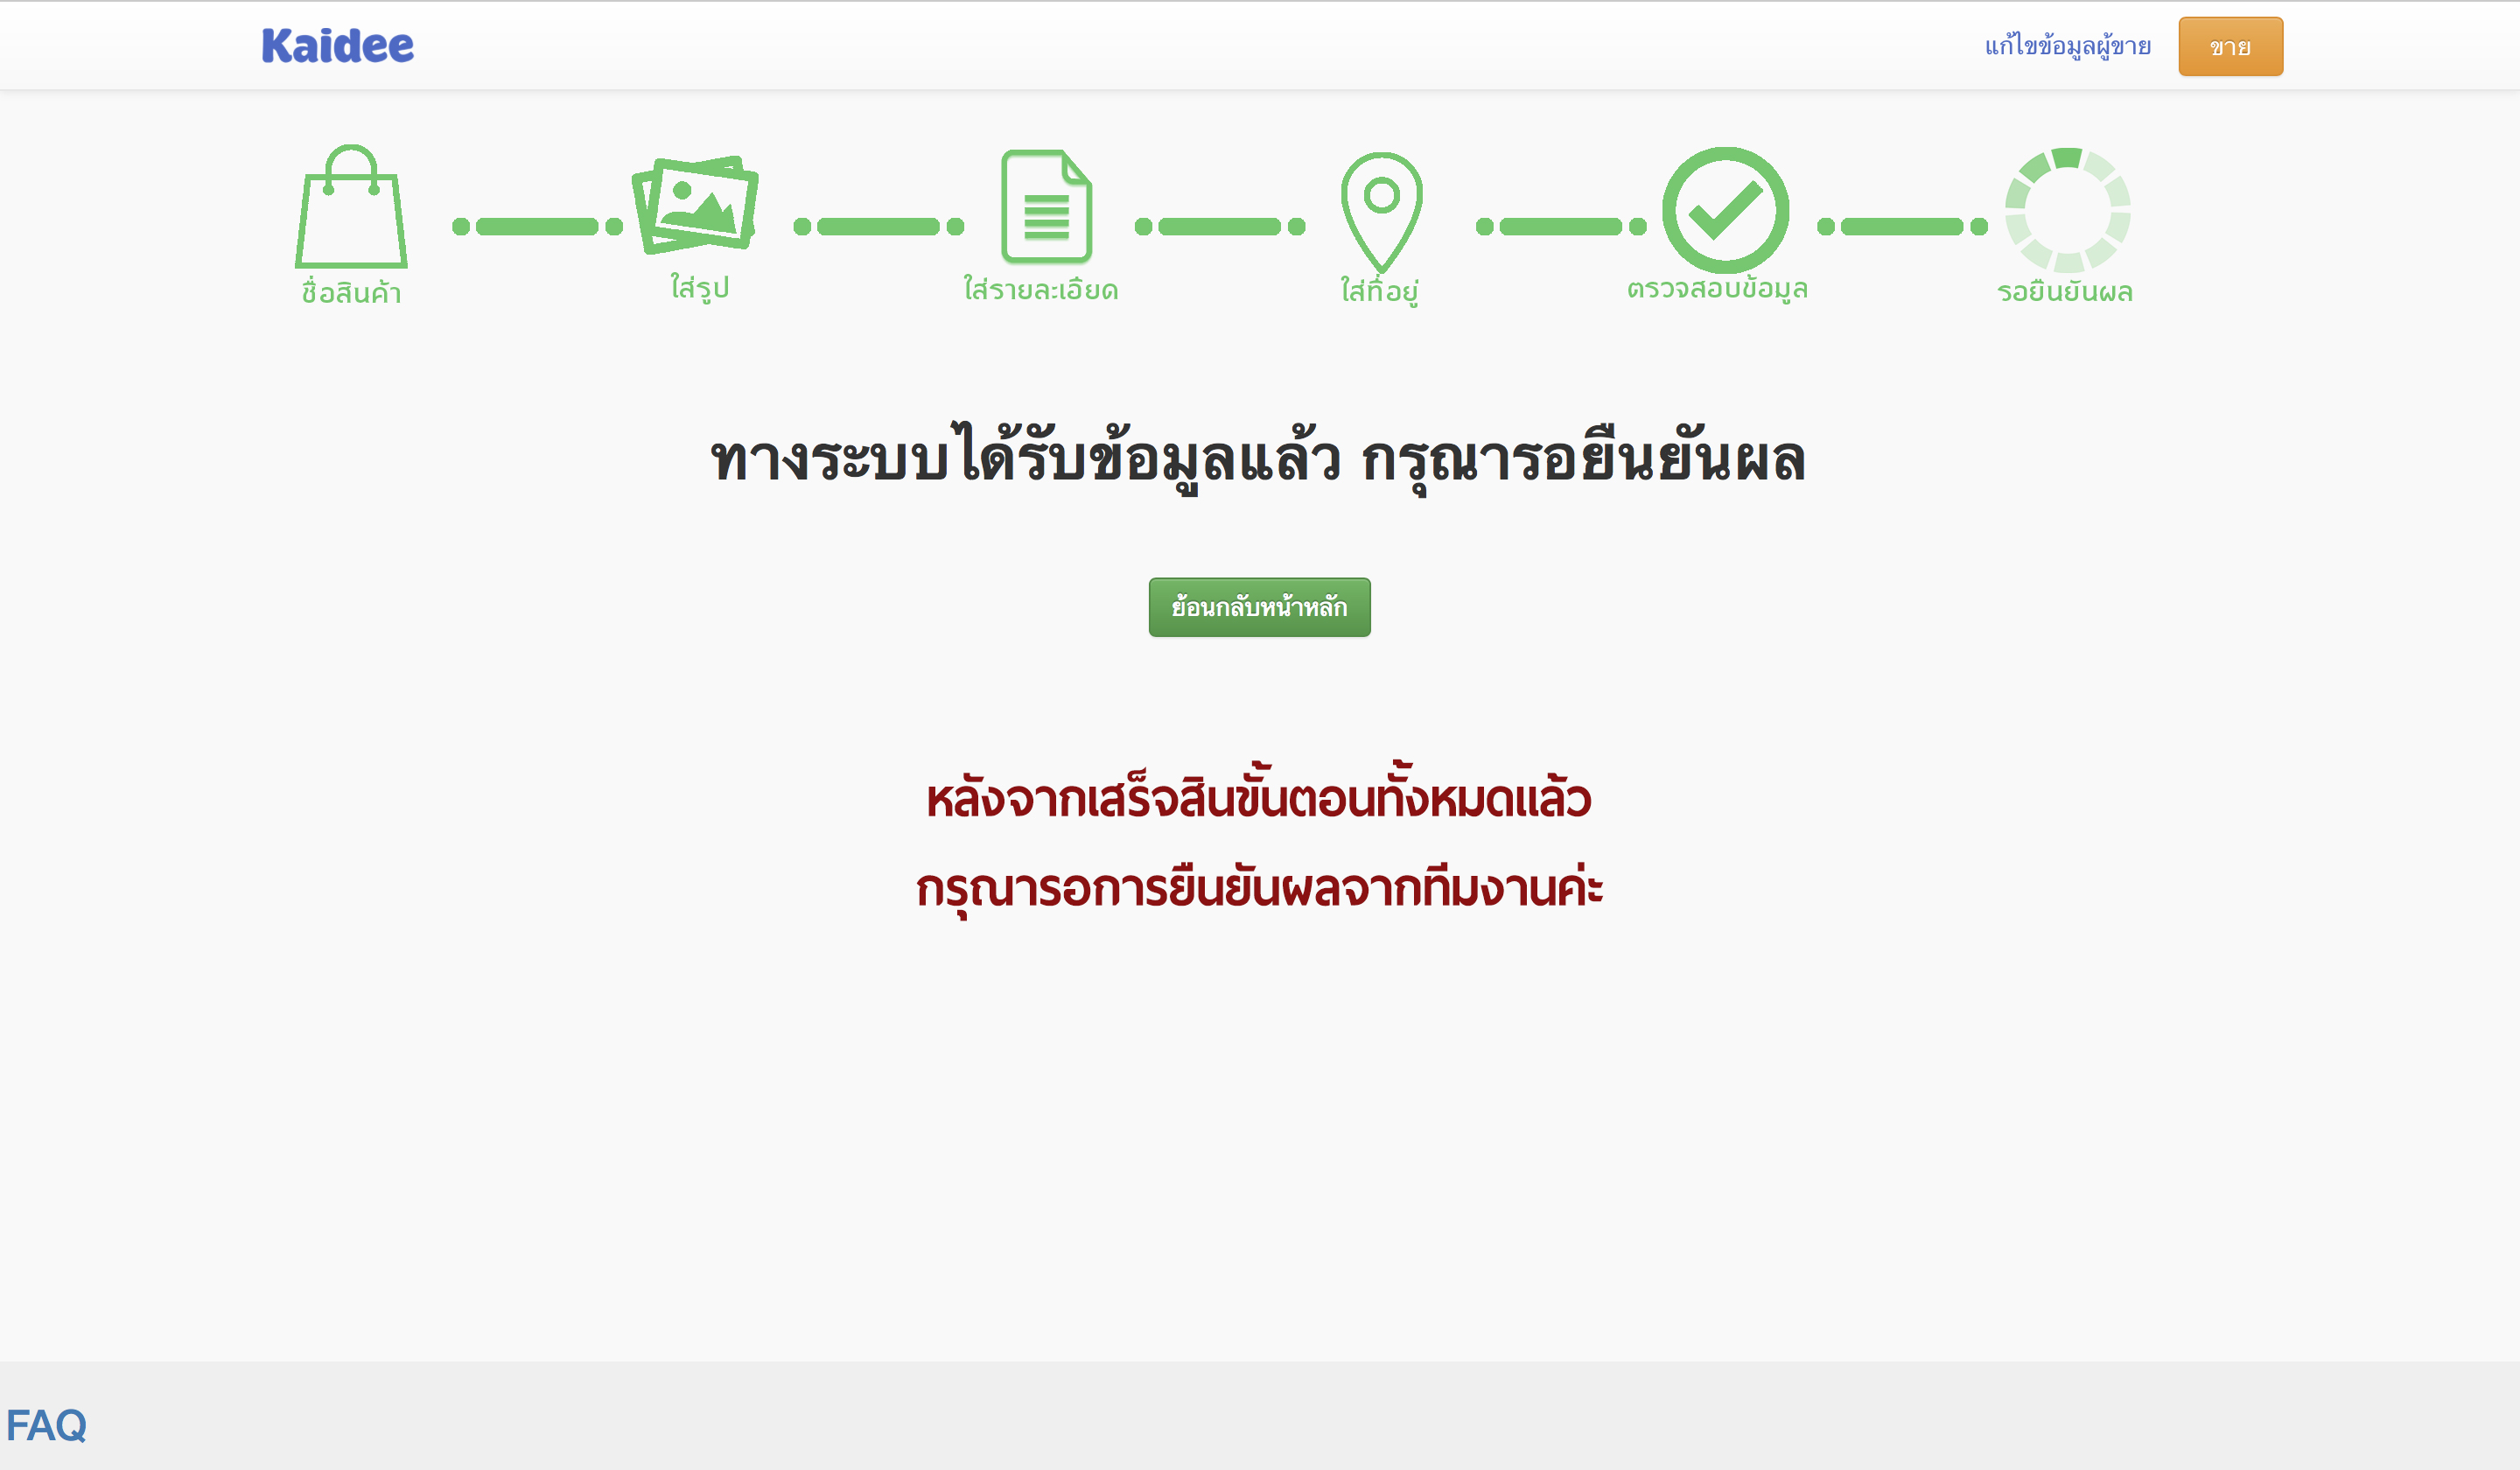 Kaidee
แก้ไขข้อมูลผู้ขาย
ขาย
ชื่อสินค้า
ใส่รูป
ใส่รายละเอียด
ใส่ที่อยู่
ตรวจสอบข้อมูล
รอยืนยันผล
ทางระบบได้รับข้อมูลแล้ว กรุณารอยืนยันผล
ย้อนกลับหน้าหลัก
หลังจากเสร็จสินขั้นตอนทั้งหมดแล้ว
กรุณารอการยืนยันผลจากทีมงานค่ะ
FAQ